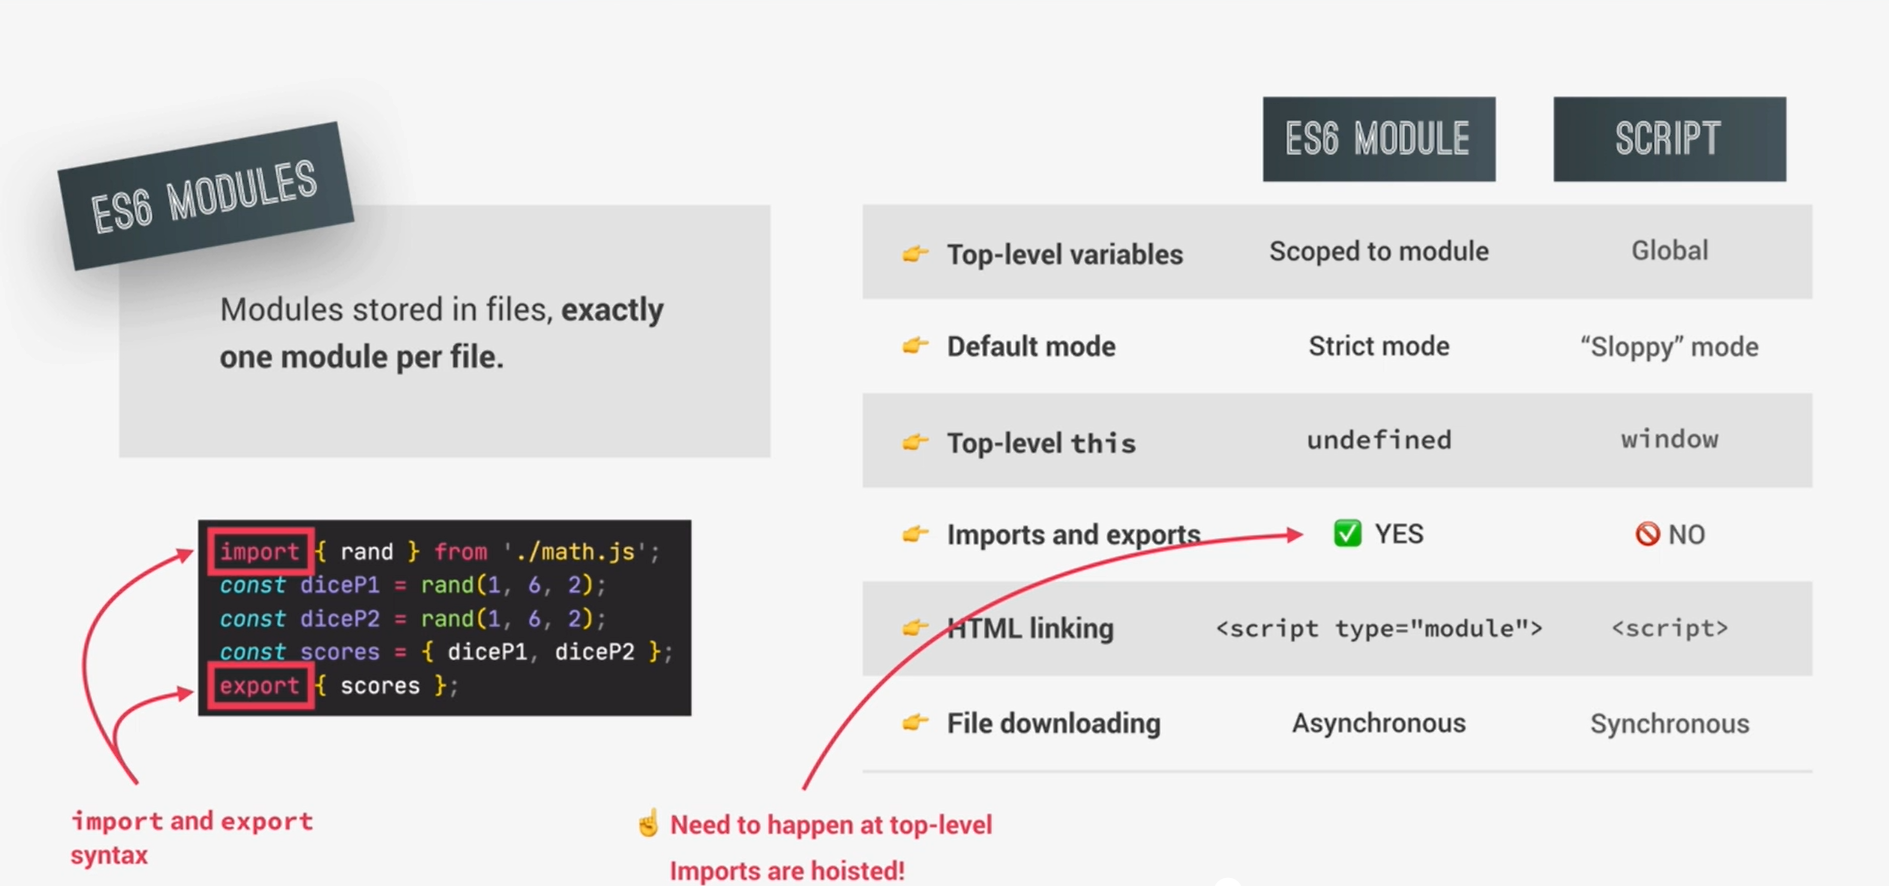 ES6 MODULES
Modules stored in files, exactly
one module per file.
import { rand } from './math.js';
const diceP1 = rand(1, 6, 2);
const diceP2 = rand(1, 6, 2);
const scores = { diceP1, diceP2 };
export { scores };
import and export
syntax
ES6 MODULE SCRIPT
👉 Top-level variables Scoped to module Global
👉 Default mode Strict mode “Sloppy” mode
👉 Top-level this undefined window
👉 Imports and exports ✅ YES 🚫 NO
👉 HTML linking <script type="module"> <script>
👉 File downloading Asynchronous Synchronous
☝️ Need to happen at top-level
Imports are hoisted!